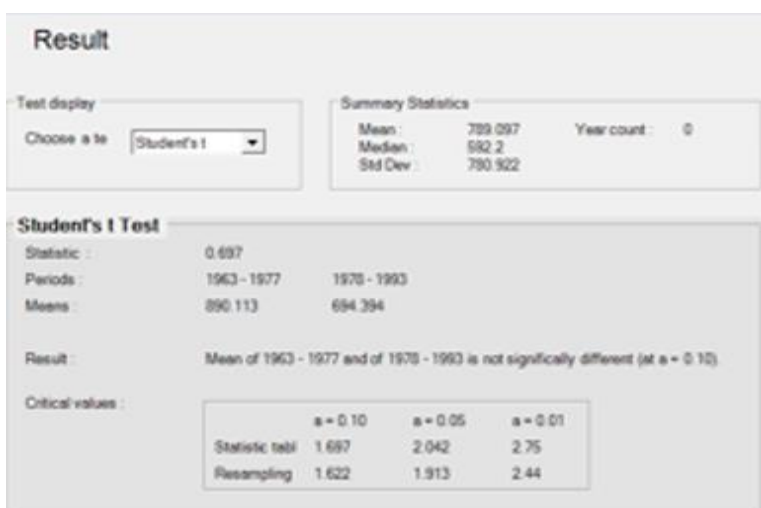 Result
Test display
Choose a te Student's t
Summary Statistics
Mean : 789.097 Year count : 0
Median : 592.2
Std Dev : 780.922
Student's t Test
Statistic : 0.697
Periods : 1963 - 1977 1978 - 1993
Means : 890.113 694.394
Result : Mean of 1963 - 1977 and of 1978 - 1993 is not significally different (at a = 0.10).
Critical values :
a = 0.10 a = 0.05 a = 0.01
Statistic tabl 1.697 2.042 2.75
Resampling 1.622 1.913 2.44